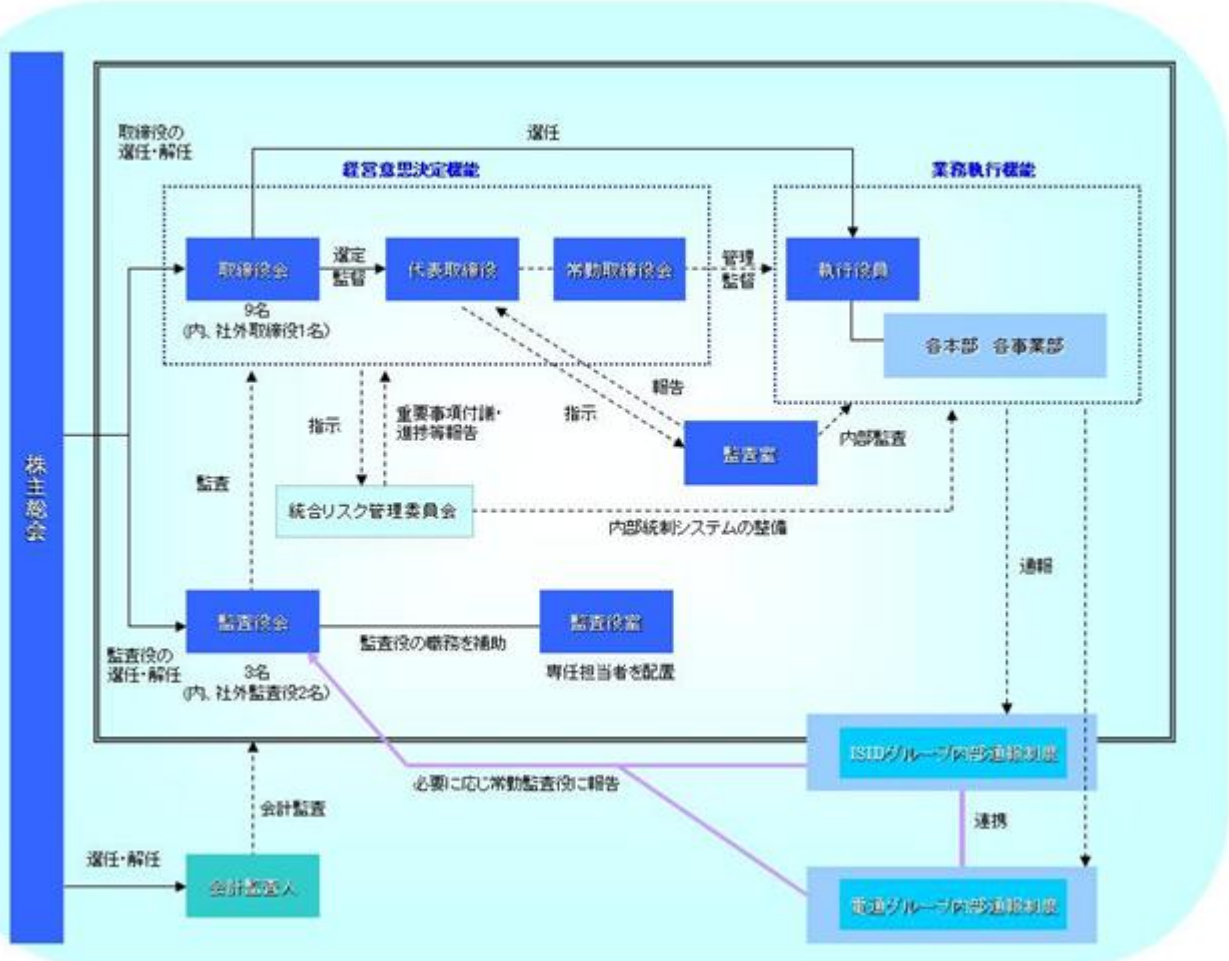 取締役の
選任・解任
選任
経営意思決定機能
業務執行機能
取締役会
選定
監督
代表取締役
常勤取締役会
管理
監督
執行役員
9名
(内、社外取締役1名)
各本部 各事業部
報告
指示
指示
重要事項付議・
進捗等報告
監査室
内部監査
株主総会
監査
統合リスク管理委員会
内部統制システムの整備
通報
監査役会
監査役の職務を補助
監査役室
監査役の
選任・解任
3名
(内、社外監査役2名)
専任担当者を配置
ISIDグループ内部通報制度
必要に応じ常勤監査役に報告
会計監査
連携
選任・解任
会計監査人
電通グループ内部通報制度